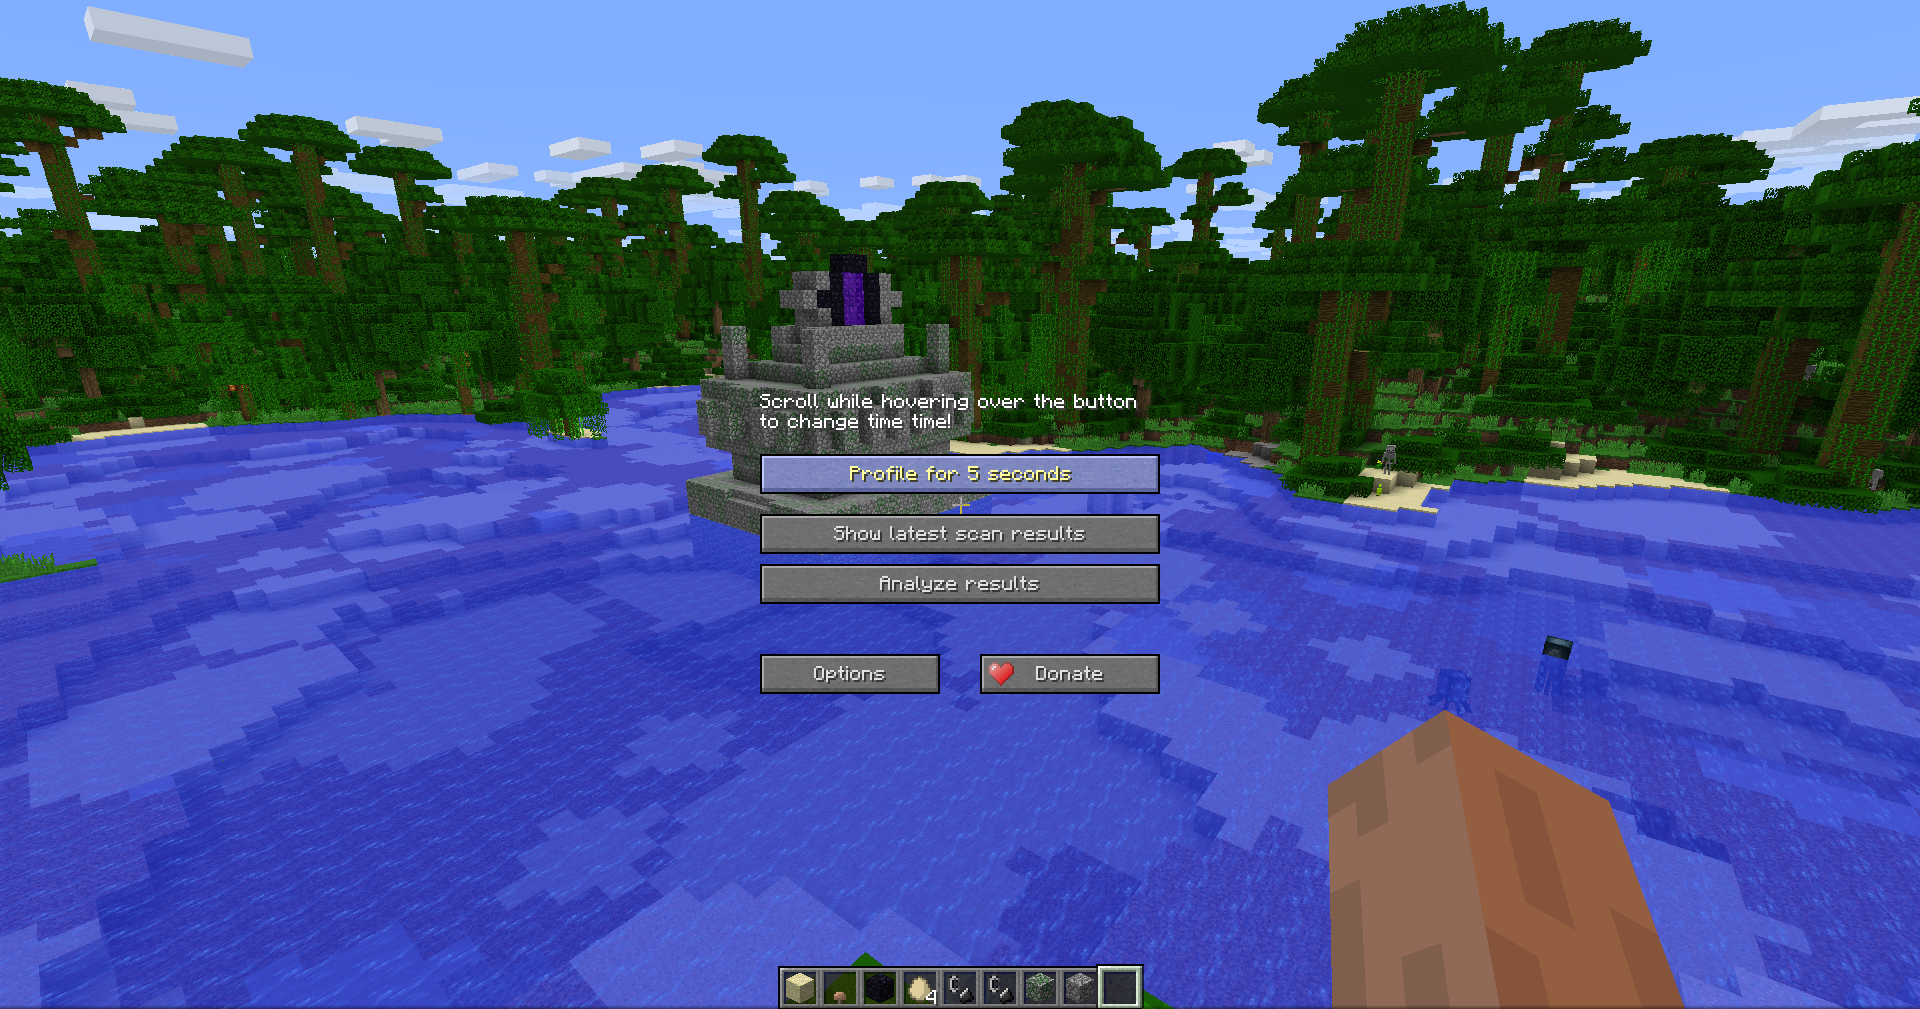 Scroll while hovering over the button
to change time time!
Profile for 5 seconds
Show latest scan results
Analyze results
Options
Donate
4